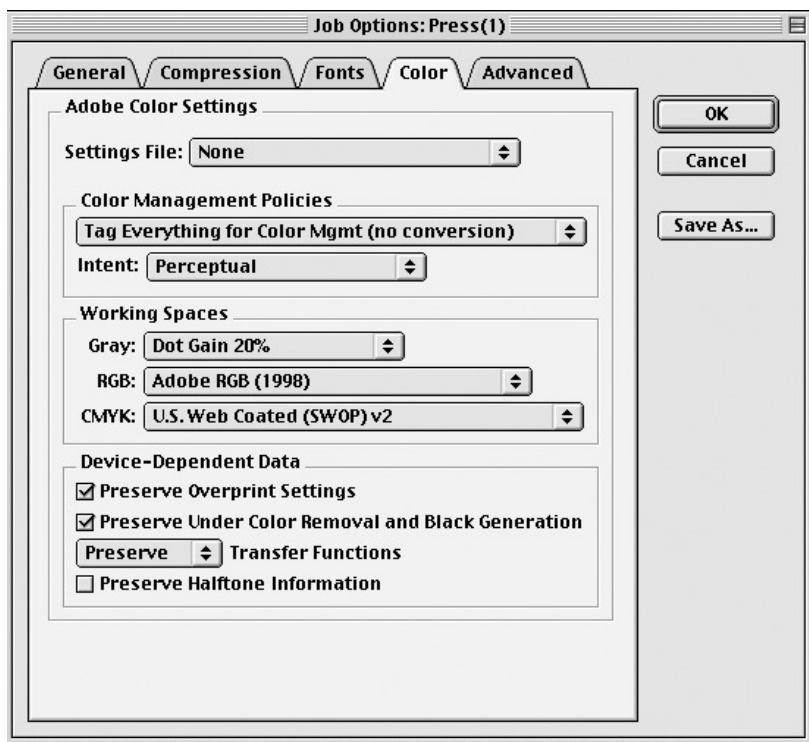 Job Options: Press(1)
General Compression Fonts Color Advanced
Adobe Color Settings
Settings File: None
Color Management Policies
Tag Everything for Color Mgmt (no conversion)
Intent: Perceptual
Working Spaces
Gray: Dot Gain 20%
RGB: Adobe RGB (1998)
CMYK: U.S. Web Coated (SWOP) v2
Device-Dependent Data
Preserve Overprint Settings
Preserve Under Color Removal and Black Generation
Preserve Transfer Functions
Preserve Halftone Information
OK
Cancel
Save As...